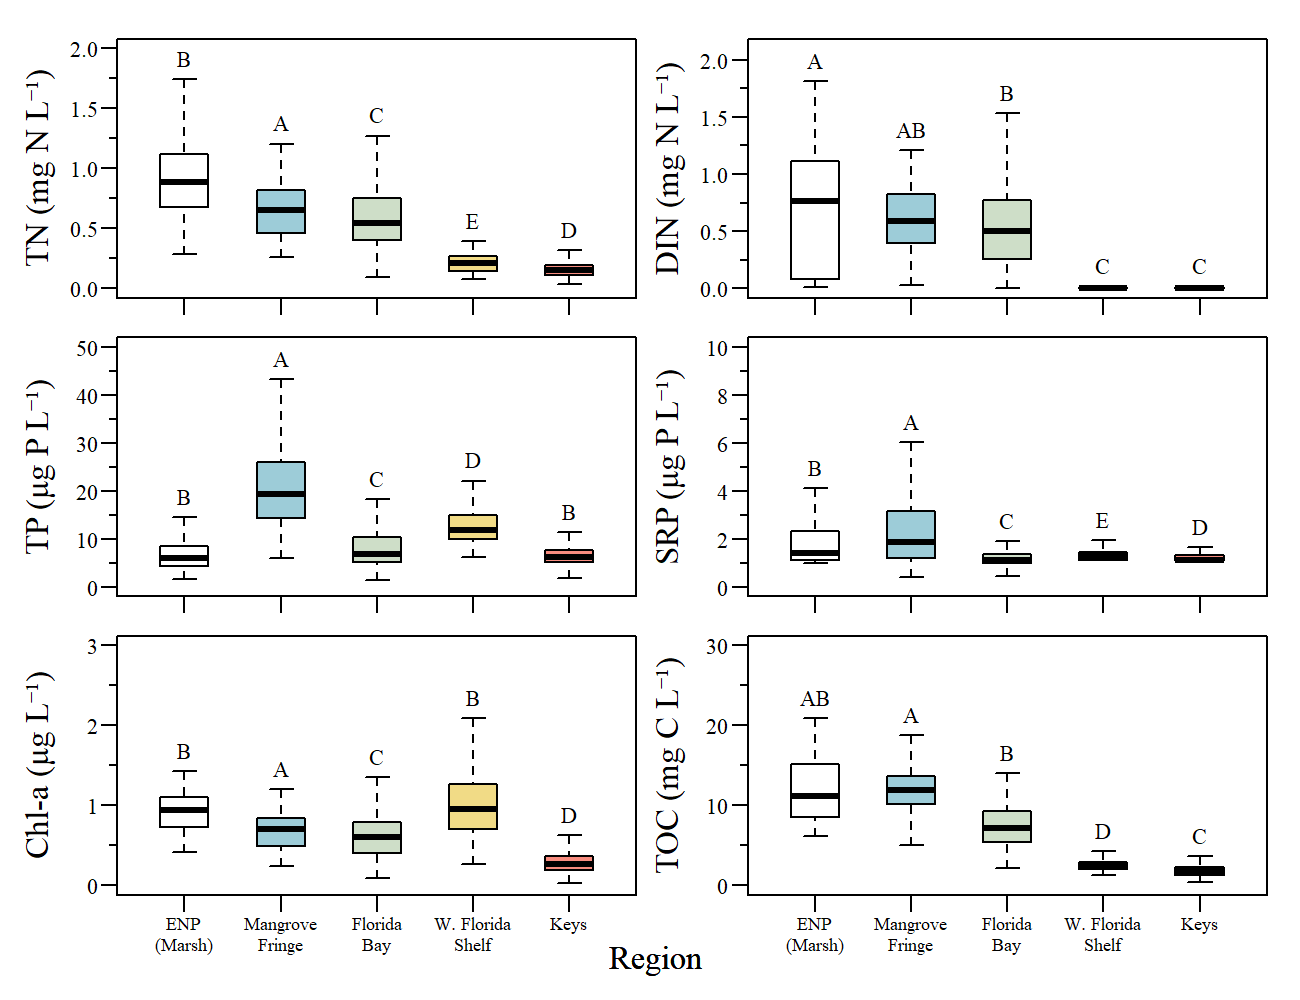 TN (mg N L⁻¹)
2.0
1.5
1.0
0.5
0.0
B
A
C
E
D
DIN (mg N L⁻¹)
2.0
1.5
1.0
0.5
0.0
A
AB
B
C
C
TP (µg P L⁻¹)
50
40
30
20
10
0
B
A
C
D
B
SRP (µg P L⁻¹)
10
8
6
4
2
0
B
A
C
E
D
Chl-a (µg L⁻¹)
3
2
1
0
B
A
C
B
D
ENP
(Marsh)
Mangrove
Fringe
Florida
Bay
W. Florida
Shelf
Keys
TOC (mg C L⁻¹)
30
20
10
0
AB
A
B
D
C
ENP
(Marsh)
Mangrove
Fringe
Florida
Bay
W. Florida
Shelf
Keys
Region